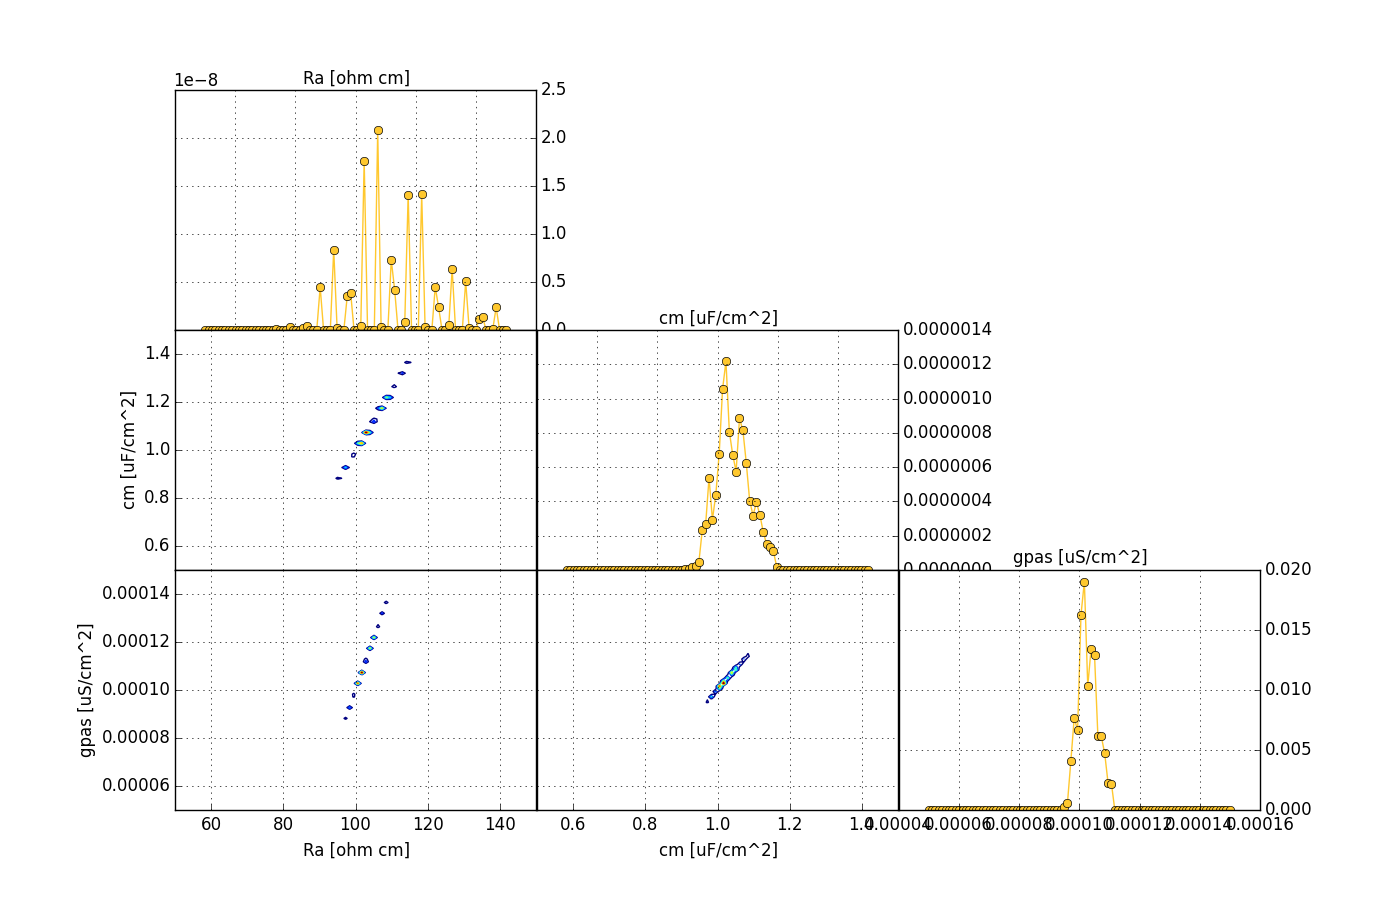 1e−8
Ra [ohm cm]
2.5
2.0
1.5
1.0
0.5
0.0
cm [uF/cm^2]
1.4
1.2
1.0
0.8
0.6
cm [uF/cm^2]
0.0000014
0.0000012
0.0000010
0.0000008
0.0000006
0.0000004
0.0000002
0.0000000
gpas [uS/cm^2]
0.00014
0.00012
0.00010
0.00008
0.00006
gpas [uS/cm^2]
0.020
0.015
0.010
0.005
0.000
60 80 100 120 140
0.6 0.8 1.0 1.2 1.4
0.00004 0.00006 0.00008 0.00010 0.00012 0.00014 0.00016
Ra [ohm cm]
cm [uF/cm^2]